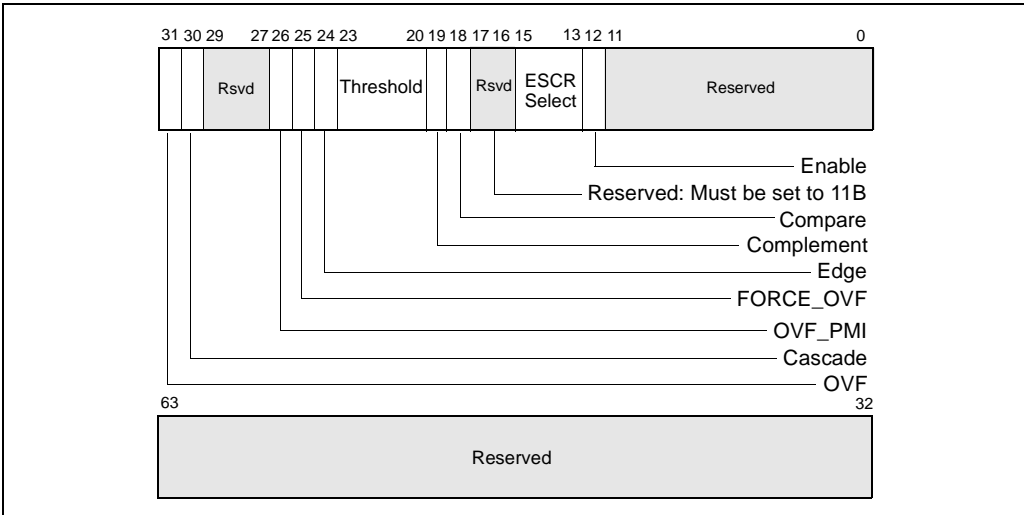 31 30 29 27 26 25 24 23 20 19 18 17 16 15 13 12 11 0
Rsvd Threshold Rsvd ESCR Reserved
Select
Enable
Reserved: Must be set to 11B
Compare
Complement
Edge
FORCE_OVF
OVF_PMI
Cascade
OVF
63 32
Reserved